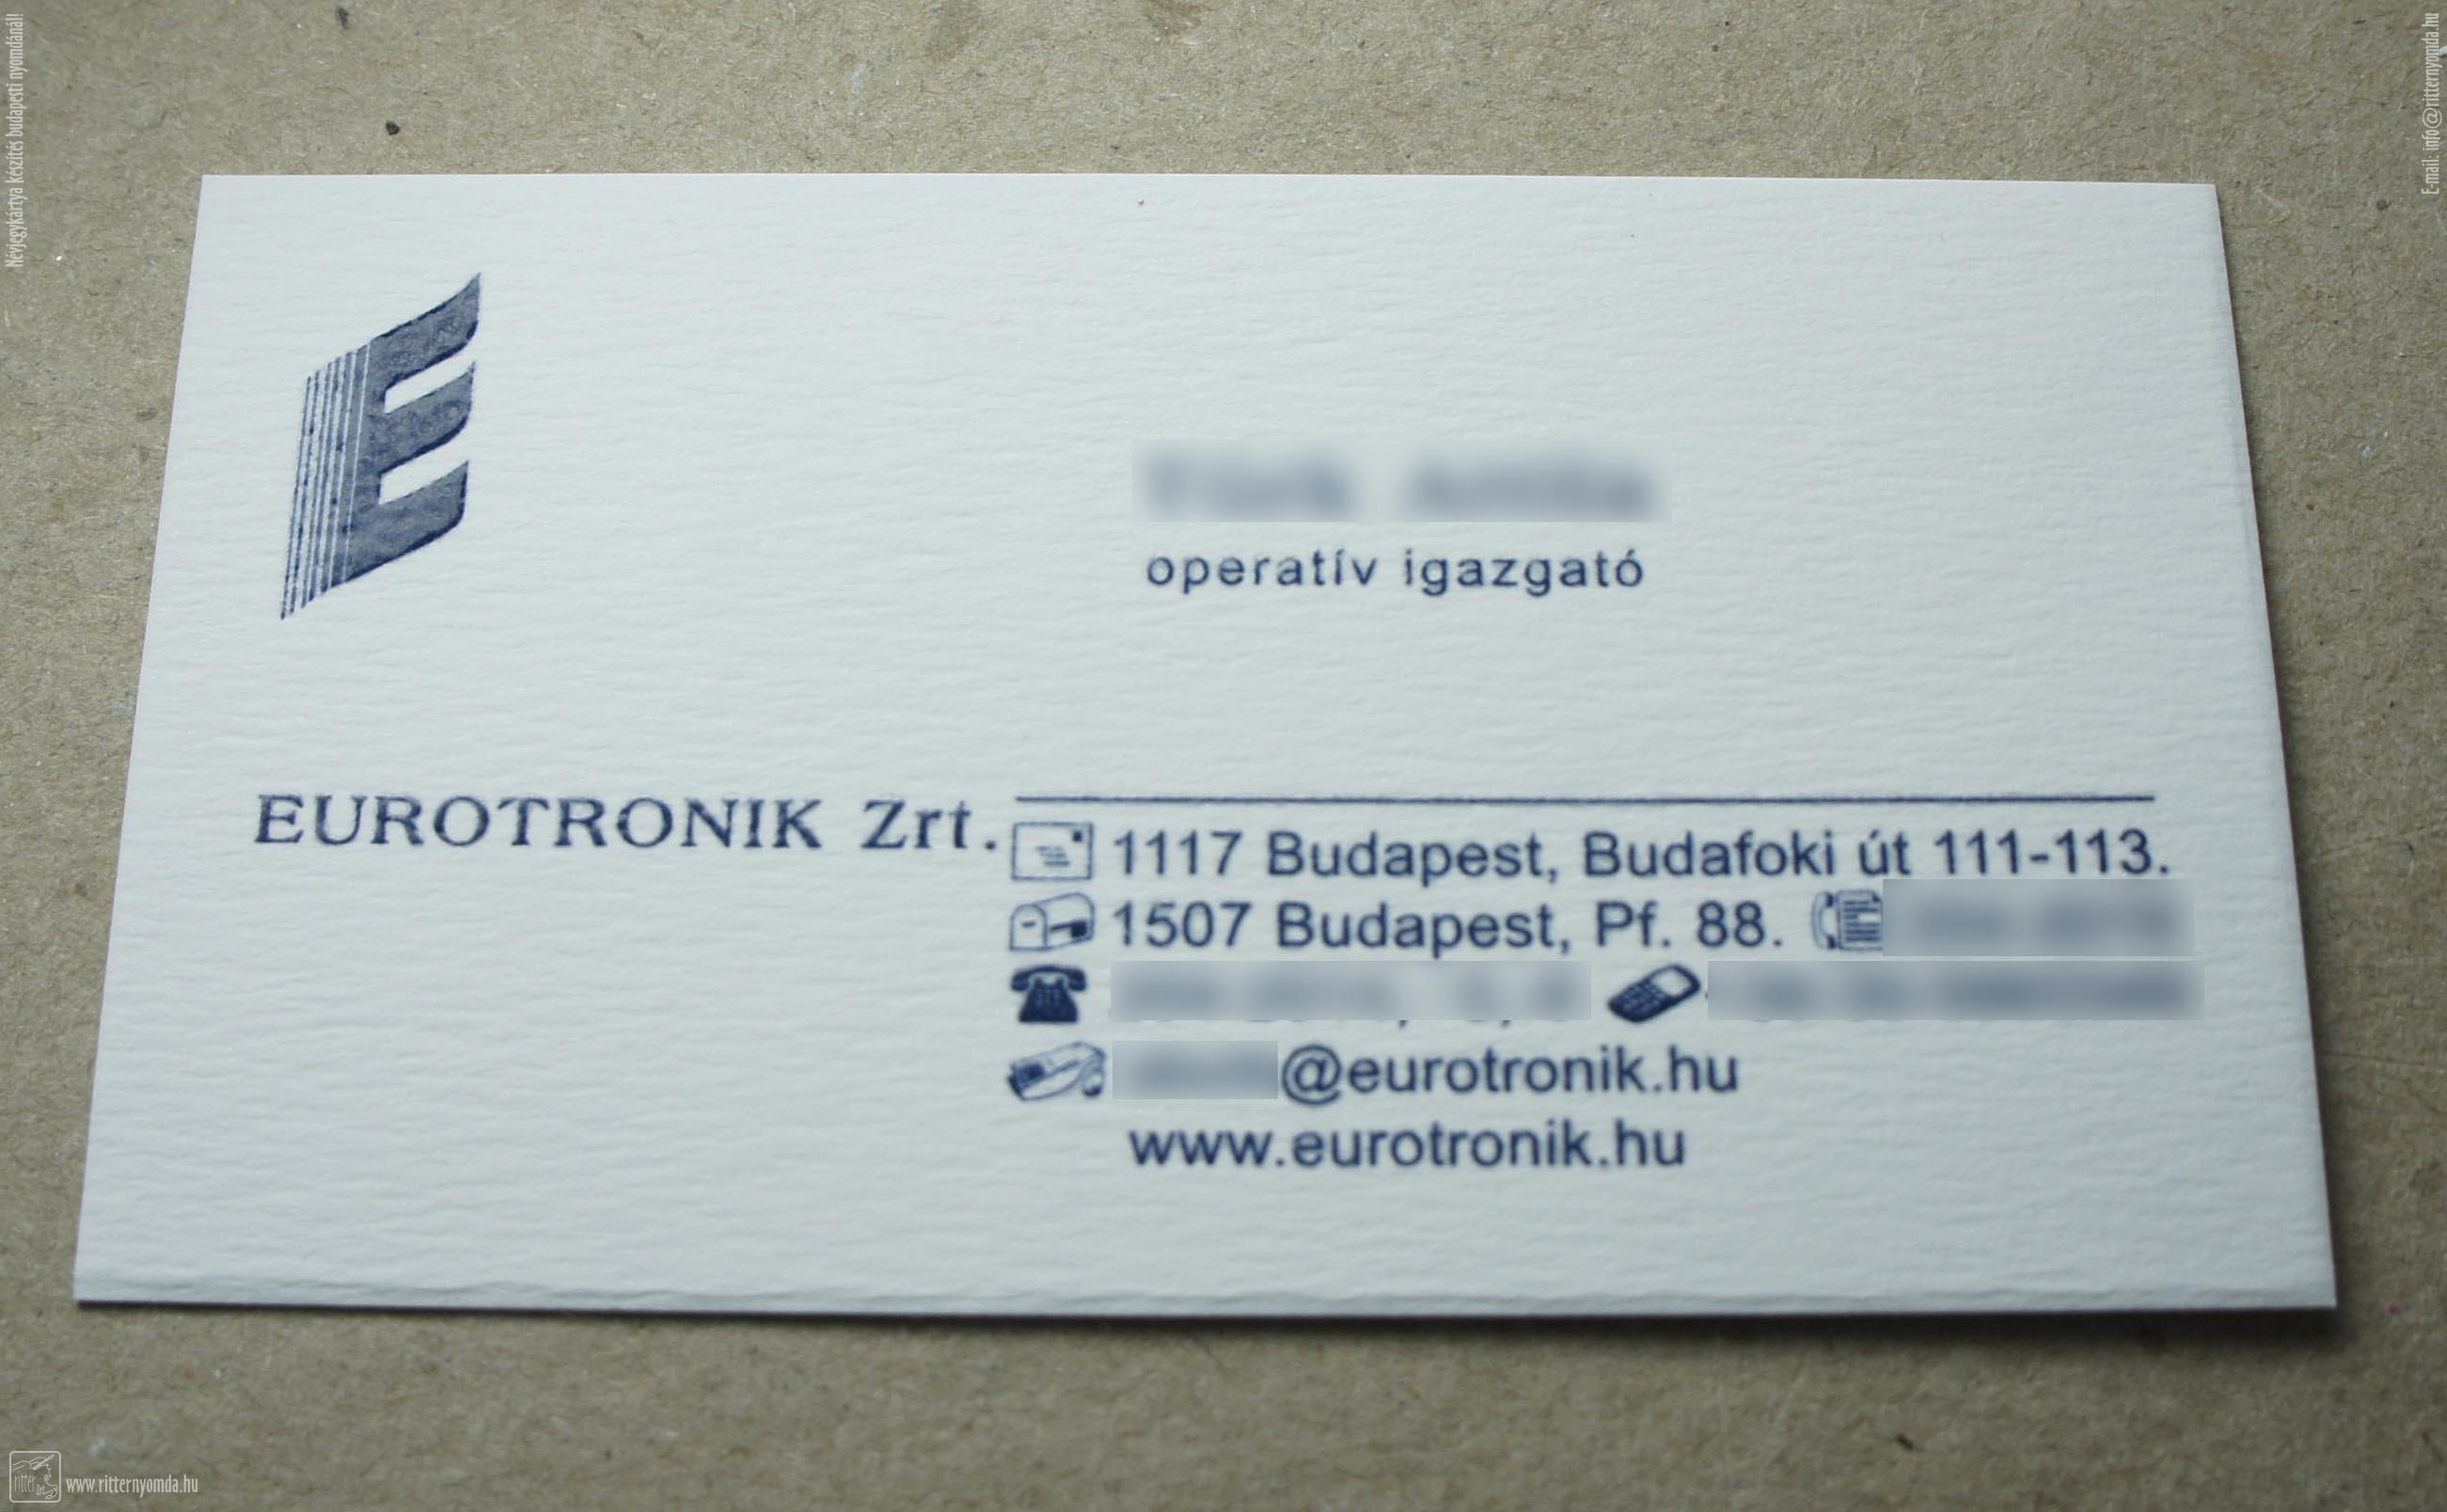 Névjegykártya készítés budapesti nyomdánál!
E-mail: info@ritternyomda.hu
E
operatív igazgató
EUROTRONIK Zrt.
1117 Budapest, Budafoki út 111-113.
1507 Budapest, Pf. 88.
@eurotronik.hu
www.eurotronik.hu
ritter
www.ritternyomda.hu